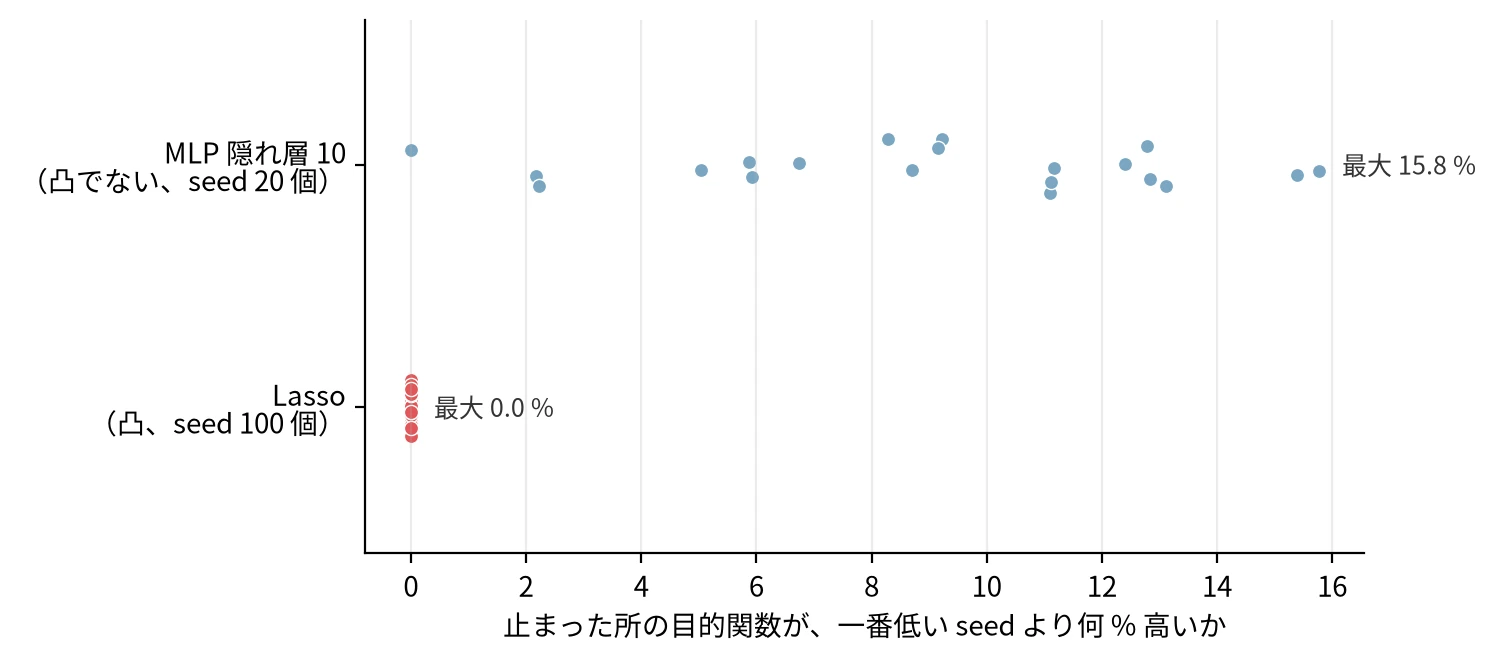 MLP 隠れ層 10
（凸でない、seed 20 個）
最大 15.8 %
Lasso
（凸、seed 100 個）
最大 0.0 %
0 2 4 6 8 10 12 14 16
止まった所の目的関数が、一番低い seed より何 % 高いか